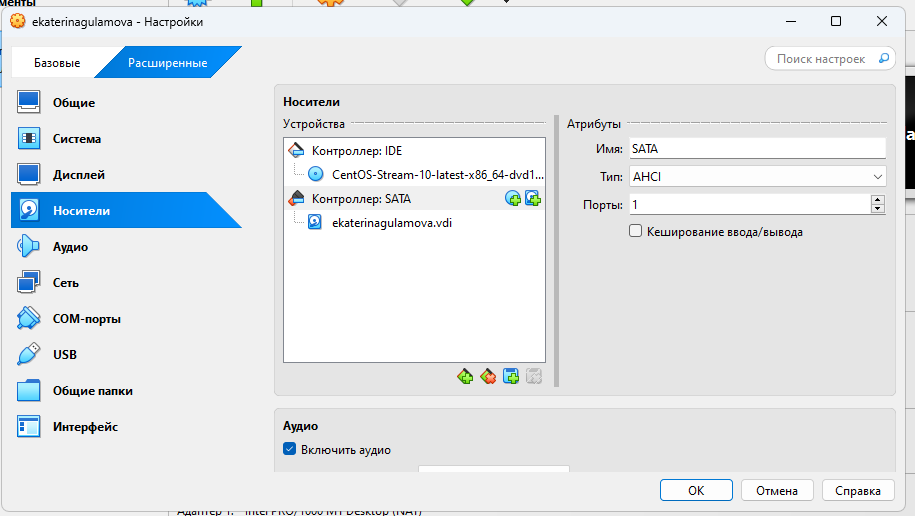 ekaterinagulamova - Настройки
Базовые
Расширенные
Поиск настроек
Общие
Система
Дисплей
Носители
Аудио
Сеть
COM-порты
USB
Общие папки
Интерфейс
Носители
Устройства
Контроллер: IDE
CentOS-Stream-10-latest-x86_64-dvd1...
Контроллер: SATA
ekaterinagulamova.vdi
Атрибуты
Имя: SATA
Тип: AHCI
Порты: 1
Кеширование ввода/вывода
Аудио
Включить аудио
OK
Отмена
Справка